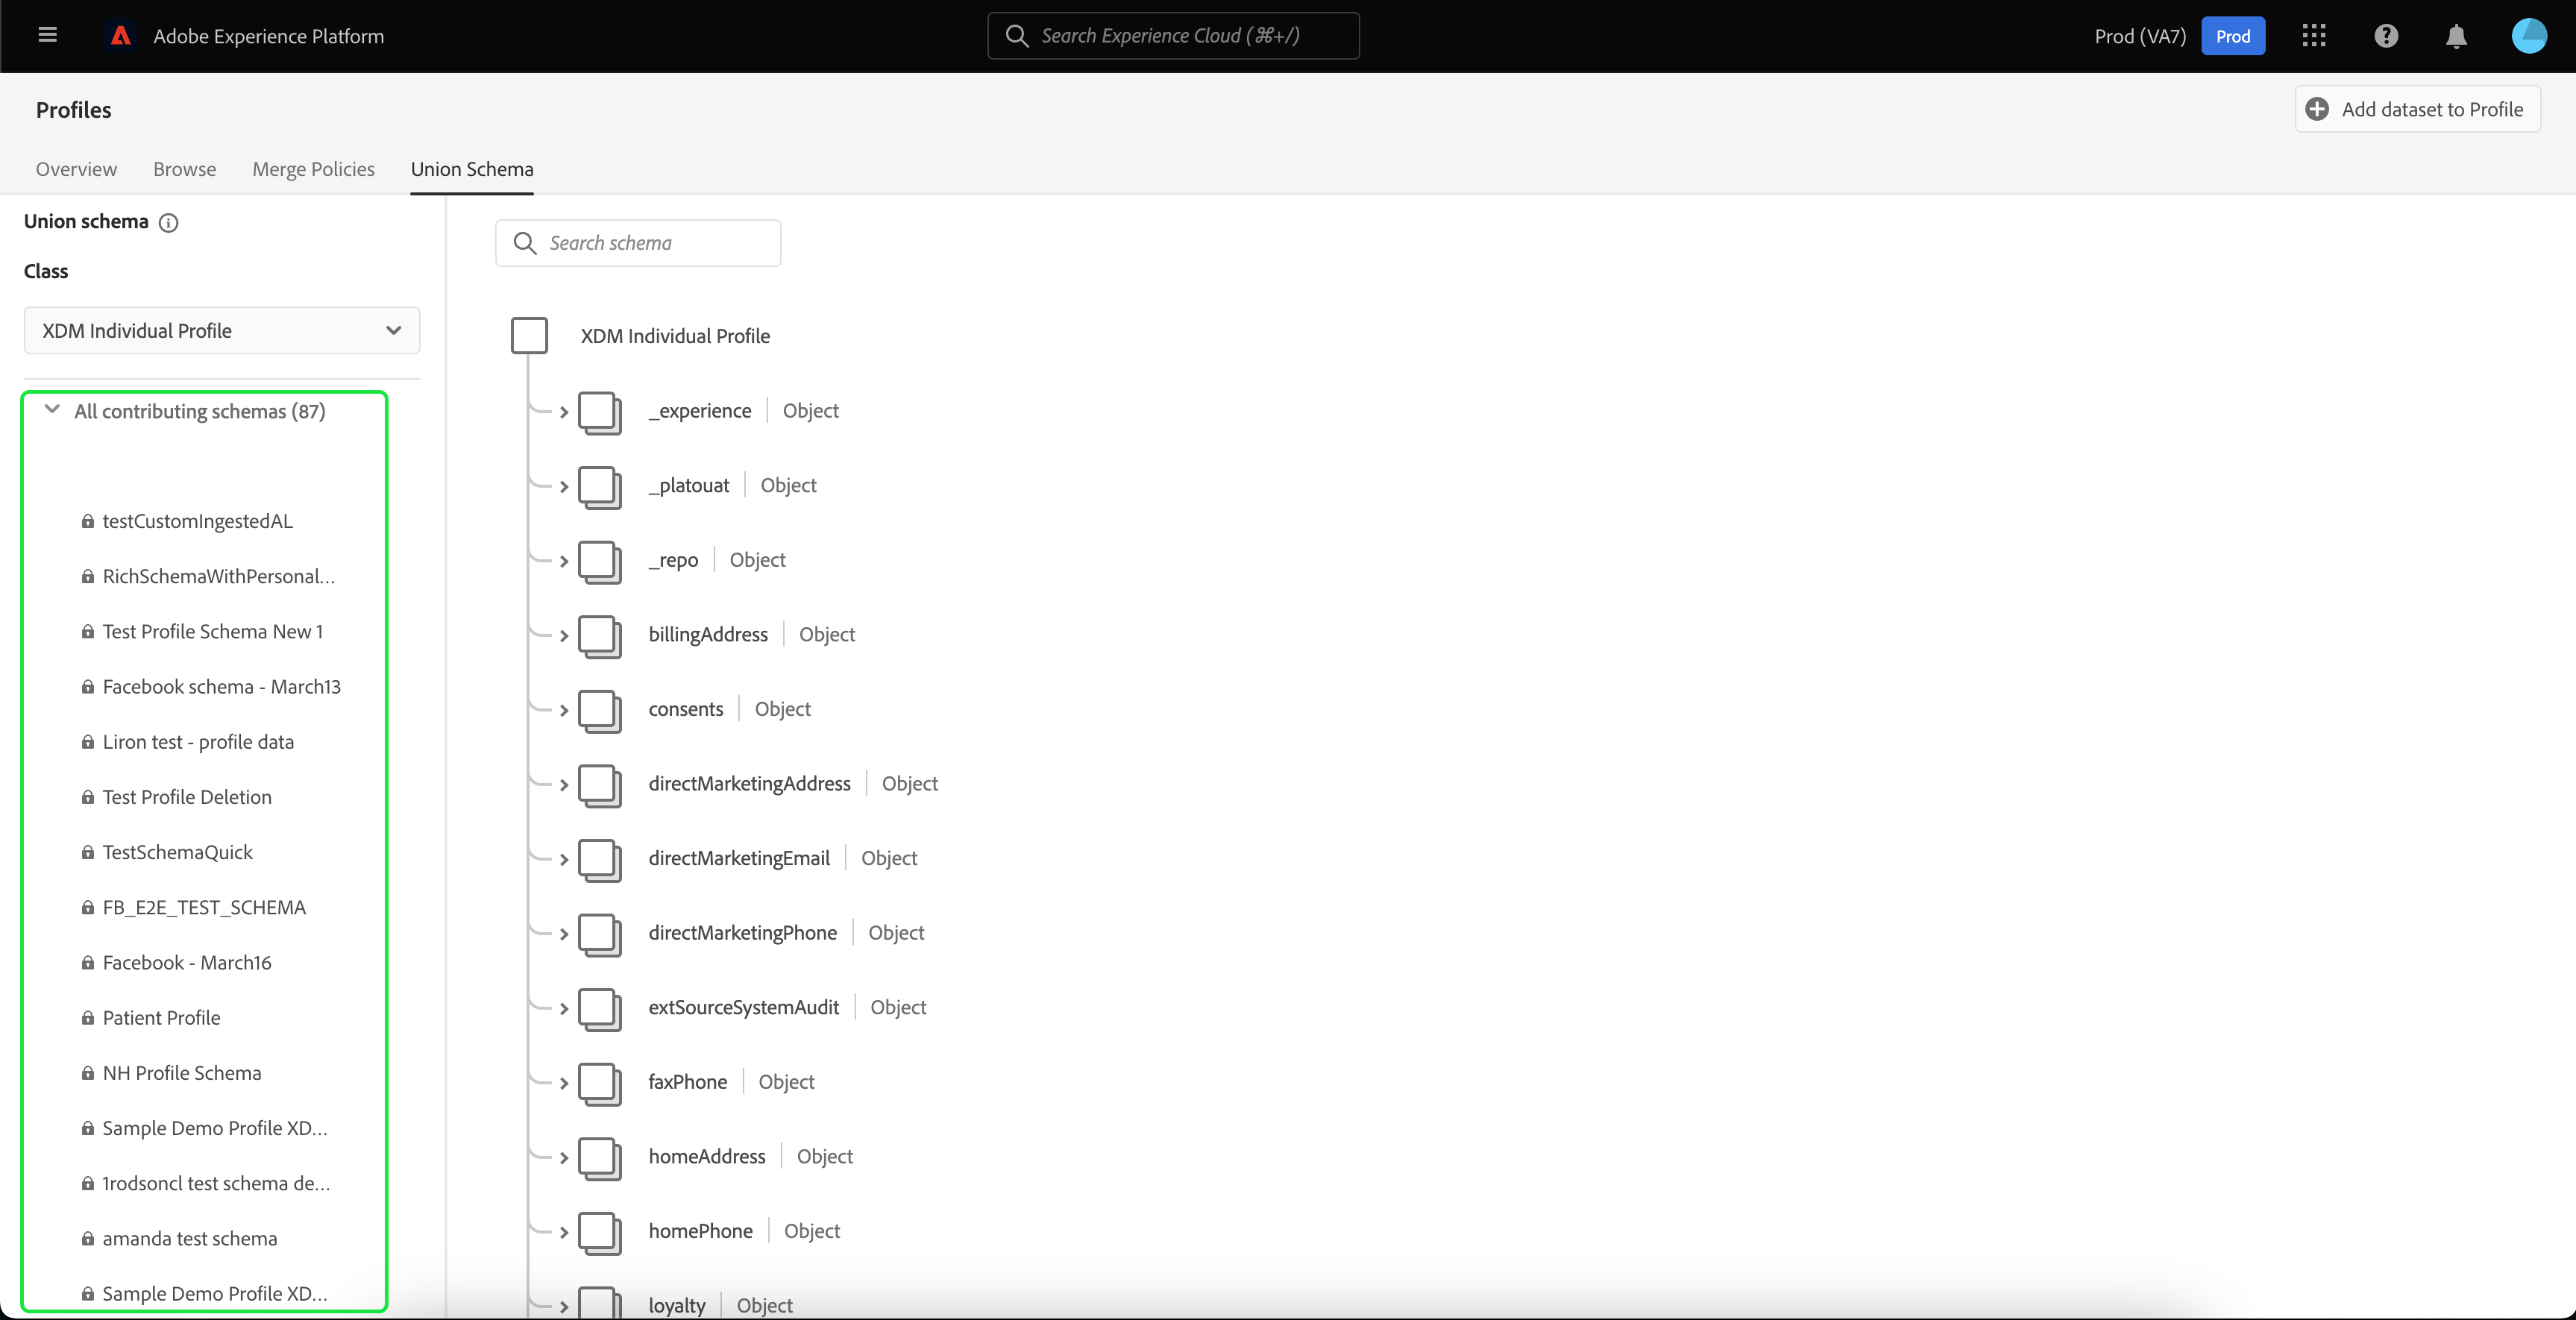 Adobe Experience Platform
Search Experience Cloud (⌘+/)
Prod (VA7)
Prod
Profiles
Add dataset to Profile
Overview
Browse
Merge Policies
Union Schema
Union schema
Class
XDM Individual Profile
All contributing schemas (87)
testCustomIngestedAL
RichSchemaWithPersonal...
Test Profile Schema New 1
Facebook schema - March13
Liron test - profile data
Test Profile Deletion
TestSchemaQuick
FB_E2E_TEST_SCHEMA
Facebook - March16
Patient Profile
NH Profile Schema
Sample Demo Profile XD...
1rodsoncl test schema de...
amanda test schema
Sample Demo Profile XD...
Search schema
XDM Individual Profile
_experience | Object
_platouat | Object
_repo | Object
billingAddress | Object
consents | Object
directMarketingAddress | Object
directMarketingEmail | Object
directMarketingPhone | Object
extSourceSystemAudit | Object
faxPhone | Object
homeAddress | Object
homePhone | Object
loyalty | Object